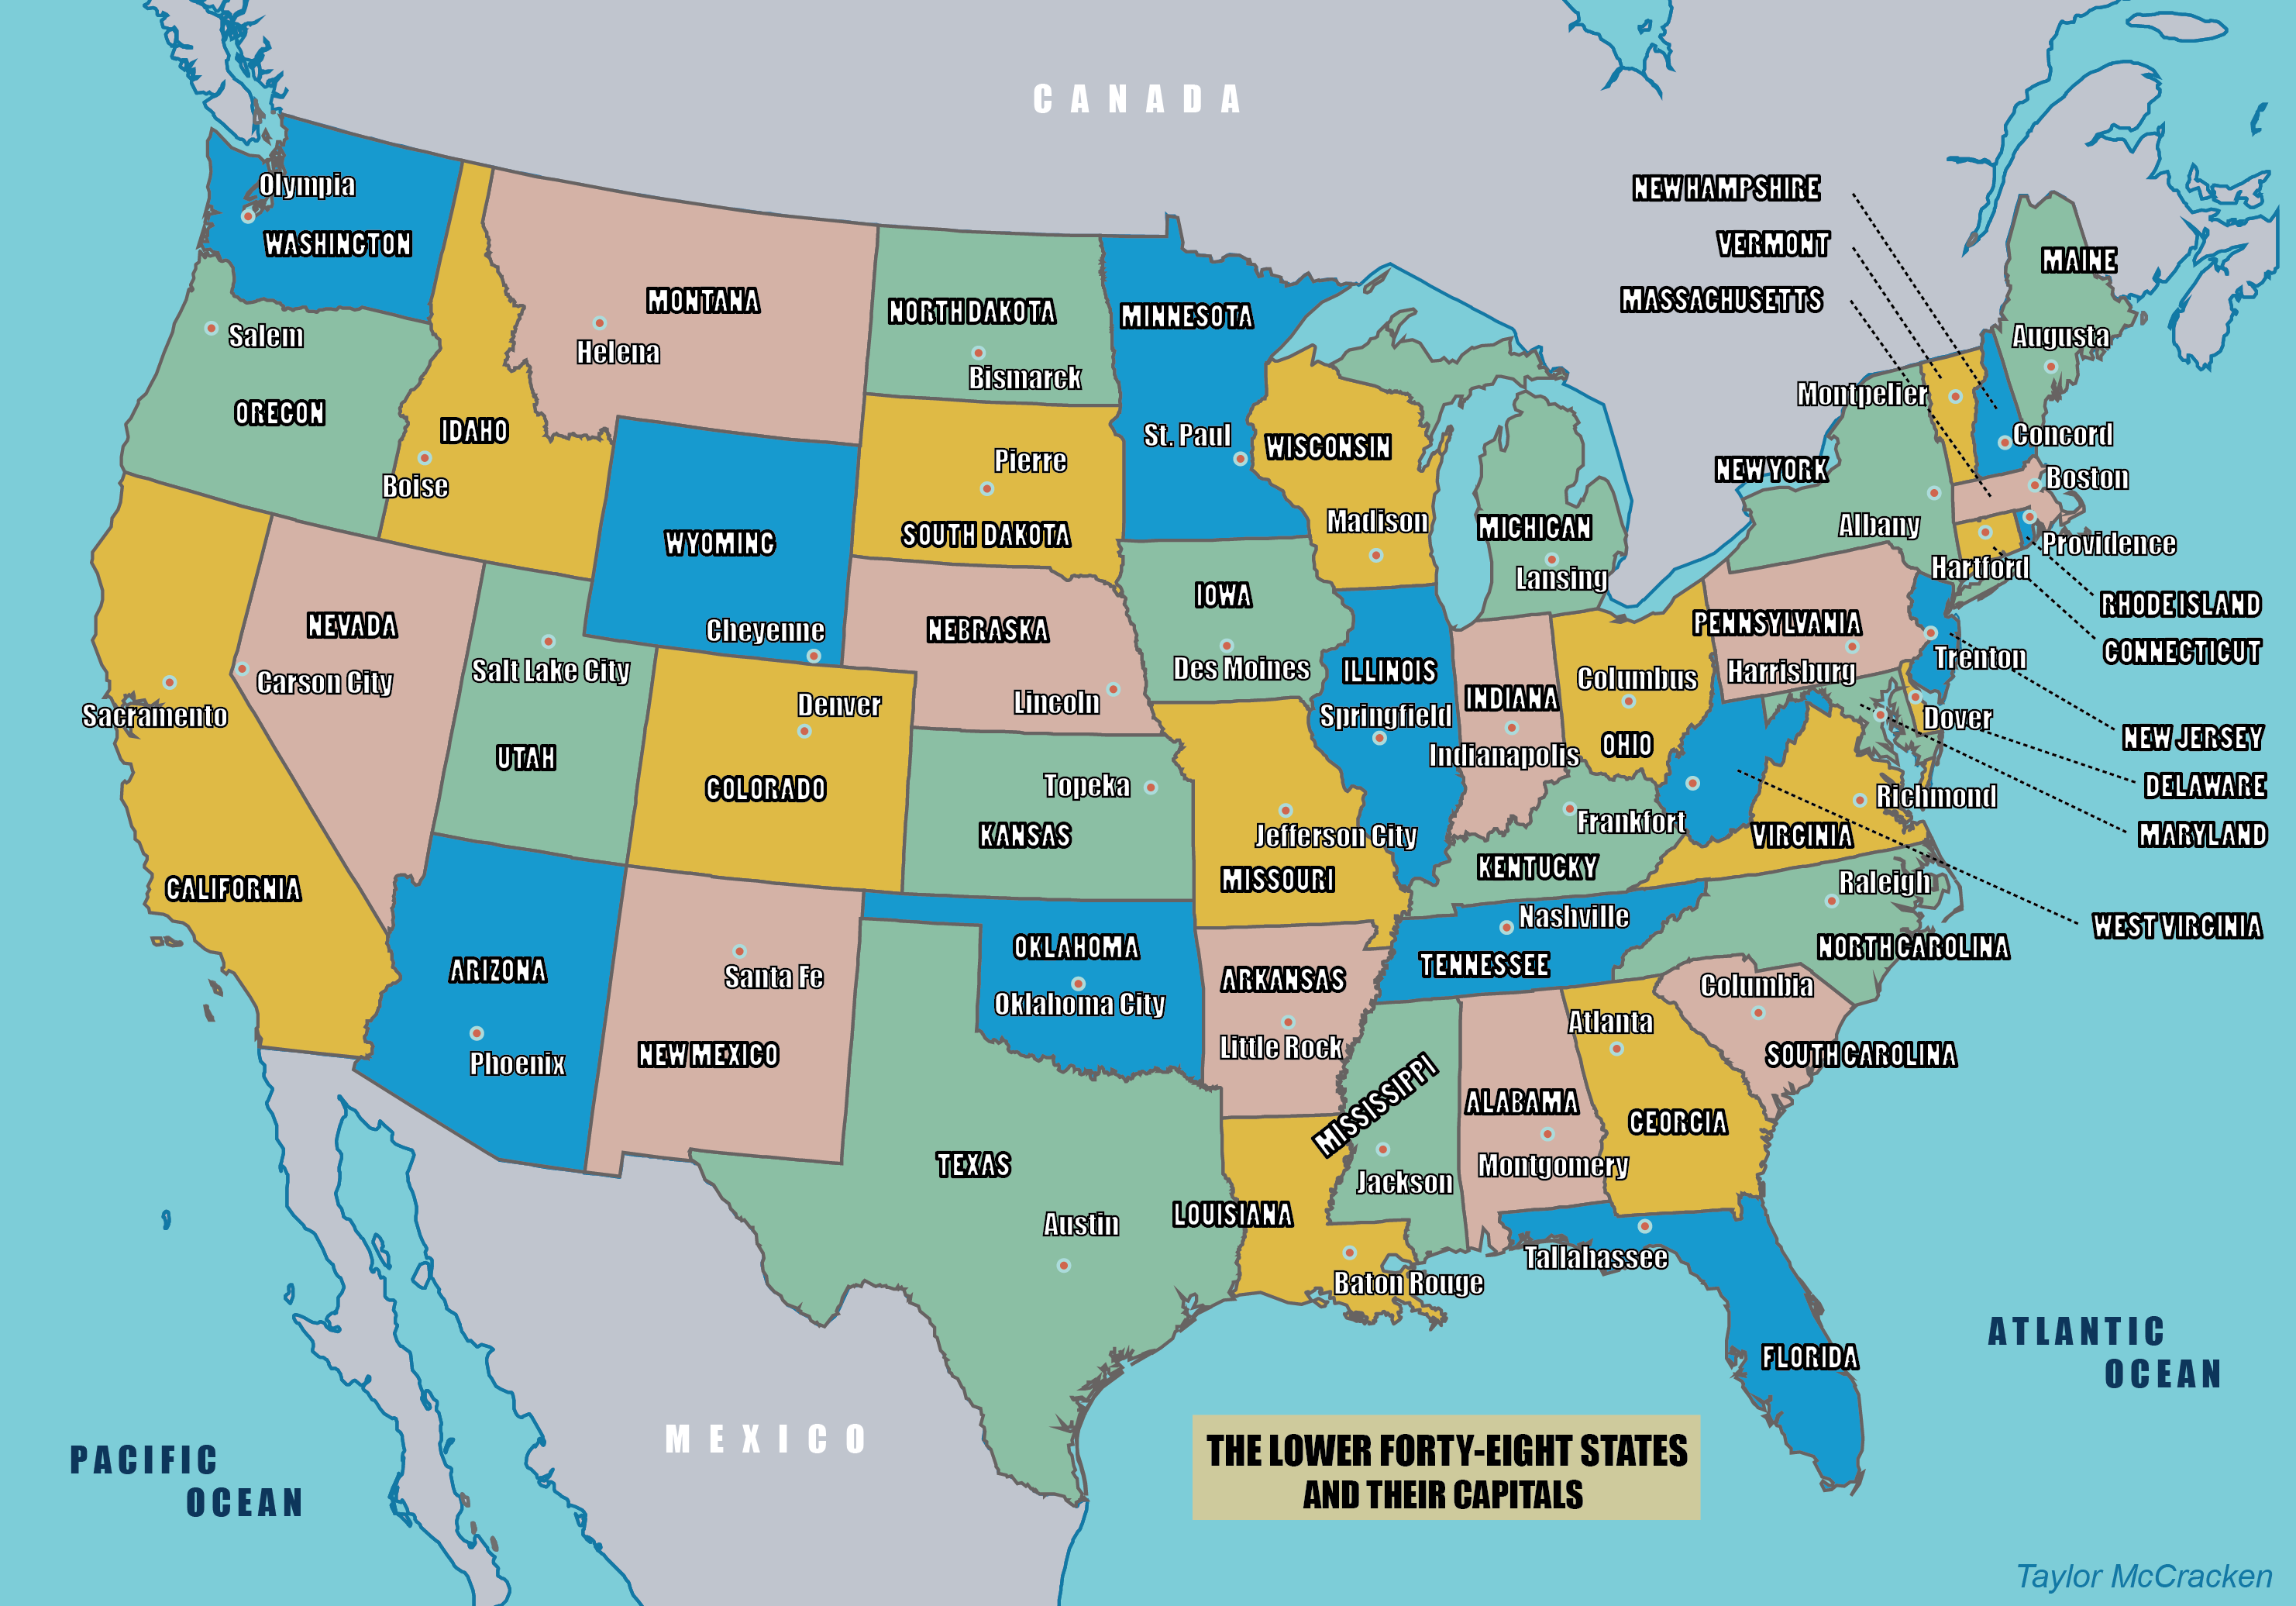 CANADA
NEW HAMPSHIRE
VERMONT
MASSACHUSETTS
MAINE
Augusta
Olympia
WASHINGTON
MONTANA
Helena
NORTH DAKOTA
Bismarck
MINNESOTA
St. Paul
Salem
OREGON
IDAHO
Boise
WYOMING
Cheyenne
Pierre
SOUTH DAKOTA
WISCONSIN
Madison
MICHIGAN
Lansing
Montpelier
Concord
NEW YORK
Albany
Boston
Providence
Hartford
RHODE ISLAND
CONNECTICUT
NEVADA
Carson City
Sacramento
CALIFORNIA
Salt Lake City
UTAH
Denver
COLORADO
NEBRASKA
Lincoln
IOWA
Des Moines
ILLINOIS
Springfield
INDIANA
Indianapolis
Columbus
OHIO
PENNSYLVANIA
Harrisburg
Trenton
Dover
NEW JERSEY
DELAWARE
MARYLAND
Topeka
KANSAS
Jefferson City
MISSOURI
Frankfort
KENTUCKY
Richmond
VIRGINIA
WEST VIRGINIA
ARIZONA
Phoenix
Santa Fe
NEW MEXICO
OKLAHOMA
Oklahoma City
ARKANSAS
Little Rock
Nashville
TENNESSEE
Raleigh
NORTH CAROLINA
Columbia
SOUTH CAROLINA
TEXAS
Austin
LOUISIANA
Baton Rouge
MISSISSIPPI
Jackson
ALABAMA
Montgomery
Atlanta
GEORGIA
Tallahassee
FLORIDA
MEXICO
PACIFIC
OCEAN
ATLANTIC
OCEAN
THE LOWER FORTY-EIGHT STATES
AND THEIR CAPITALS
Taylor McCracken